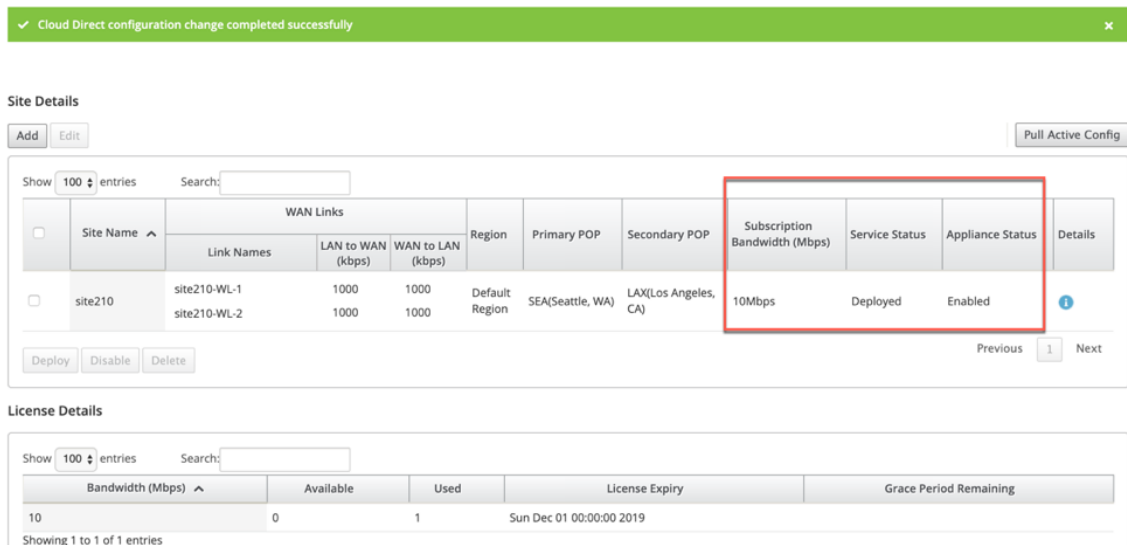 Cloud Direct configuration change completed successfully ×
Site Details
Add Edit Pull Active Config
Show 100 entries Search:
Site Name WAN Links Region Primary POP Secondary POP Subscription Bandwidth (Mbps) Service Status Appliance Status Details
Link Names LAN to WAN (kbps) WAN to LAN (kbps)
site210 site210-WL-1 1000 1000 Default Region SEA(Seattle, WA) LAX(Los Angeles, CA) 10Mbps Deployed Enabled
site210-WL-2 1000 1000
Previous 1 Next
Deploy Disable Delete
License Details
Show 100 entries Search:
Bandwidth (Mbps) Available Used License Expiry Grace Period Remaining
10 0 1 Sun Dec 01 00:00:00 2019
Showing 1 to 1 of 1 entries